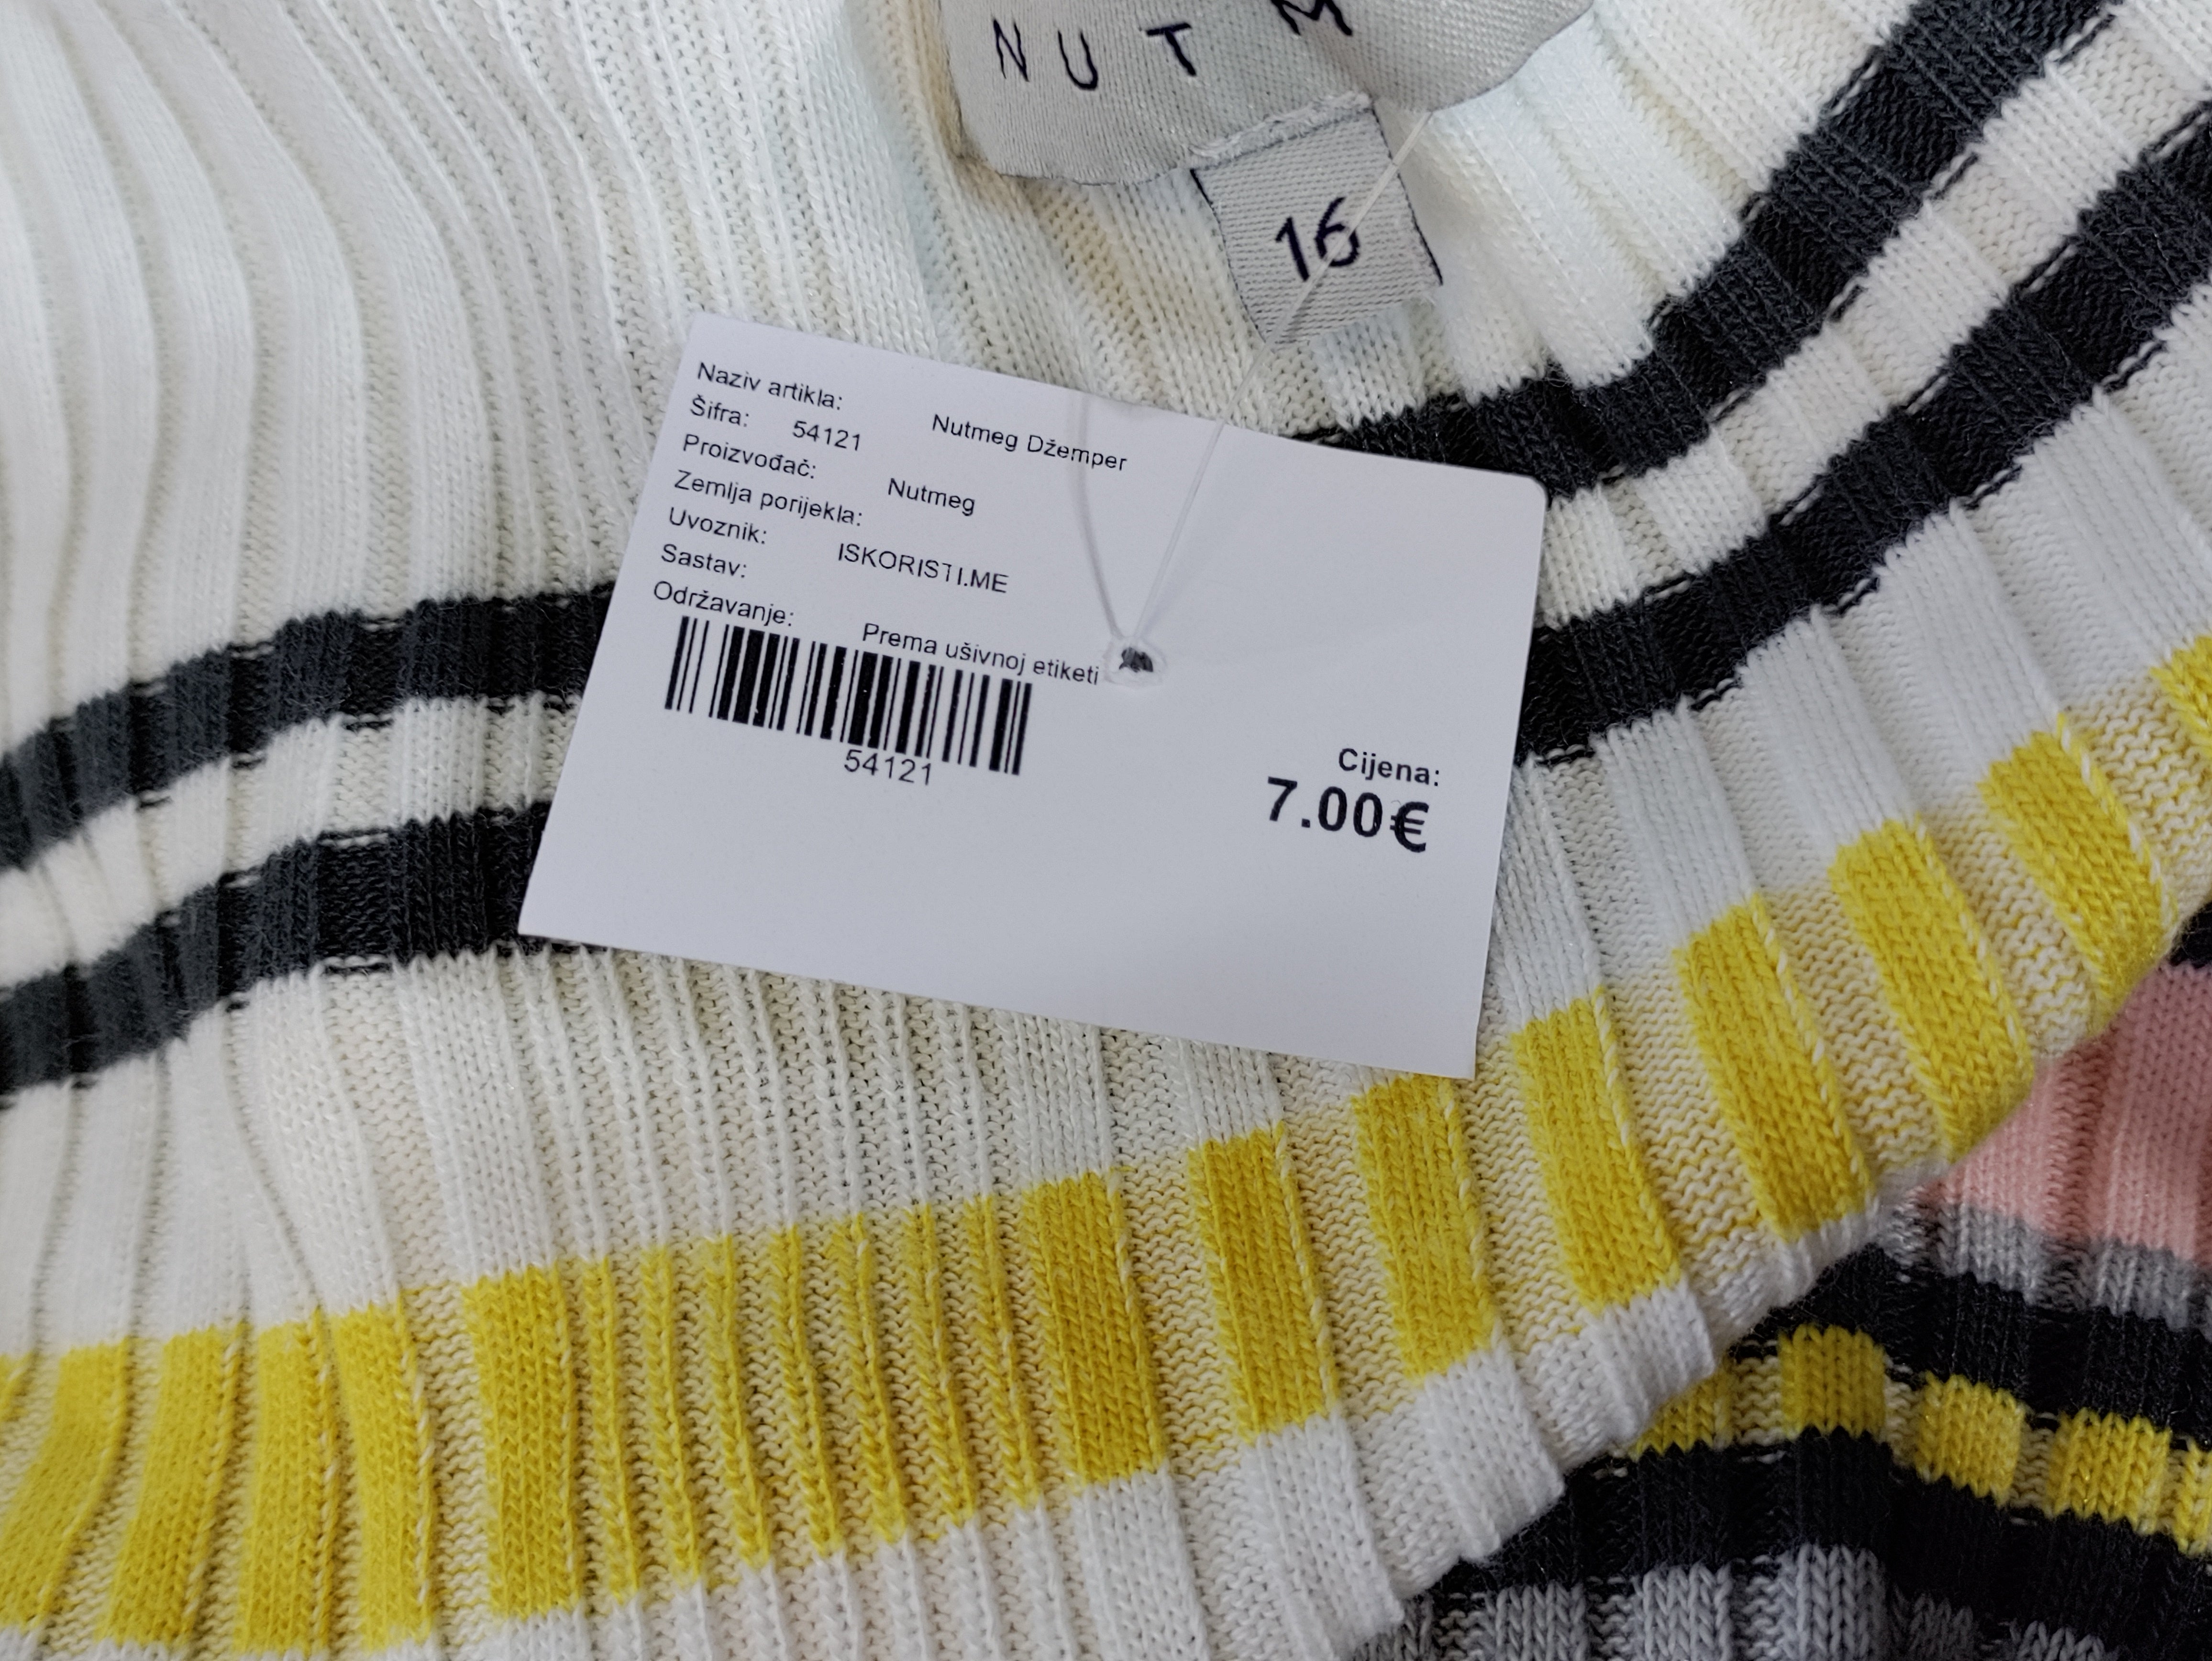 NUTM
16
Naziv artikla: Nutmeg Džemper
Šifra: 54121
Proizvođač: Nutmeg
Zemlja porijekla:
Uvoznik: ISKORISTI.ME
Sastav:
Održavanje: Prema ušivnoj etiketi
54121
Cijena:
7.00€